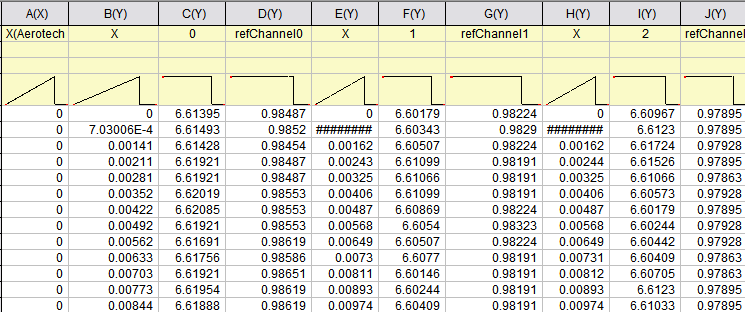 A(X) B(Y) C(Y) D(Y) E(Y) F(Y) G(Y) H(Y) I(Y) J(Y)
X(Aerotech X 0 refChannel0 X 1 refChannel1 X 2 refChannel
0 0 6.61395 0.98487 0 6.60179 0.98224 0 6.60967 0.97895
0 7.03006E-4 6.61493 0.9852 ######## 6.60343 0.9829 ######## 6.6123 0.97895
0 0.00141 6.61428 0.98454 0.00162 6.60507 0.98224 0.00162 6.61724 0.97928
0 0.00211 6.61921 0.98487 0.00243 6.61099 0.98191 0.00244 6.61526 0.97895
0 0.00281 6.61921 0.98487 0.00325 6.61066 0.98191 0.00325 6.61066 0.97863
0 0.00352 6.62019 0.98553 0.00406 6.61099 0.98191 0.00406 6.60573 0.97928
0 0.00422 6.62085 0.98553 0.00487 6.60869 0.98224 0.00487 6.60179 0.97895
0 0.00492 6.61921 0.98553 0.00568 6.6054 0.98323 0.00568 6.60244 0.97928
0 0.00562 6.61691 0.98619 0.00649 6.60507 0.98224 0.00649 6.60442 0.97928
0 0.00633 6.61756 0.98586 0.0073 6.6077 0.98191 0.00731 6.60409 0.97863
0 0.00703 6.61921 0.98651 0.00811 6.60146 0.98191 0.00812 6.60705 0.97863
0 0.00773 6.61954 0.98619 0.00893 6.60244 0.98191 0.00893 6.6123 0.97895
0 0.00844 6.61888 0.98619 0.00974 6.60409 0.98191 0.00974 6.61033 0.97895